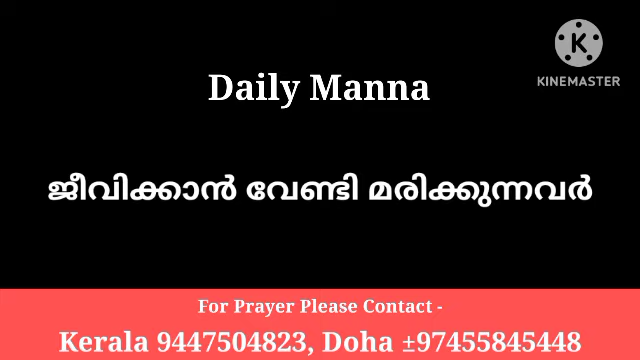 KINEMASTER
Daily Manna
ജീവിക്കാൻ വേണ്ടി മരിക്കുന്നവർ
For Prayer Please Contact -
Kerala 9447504823, Doha ±97455845448